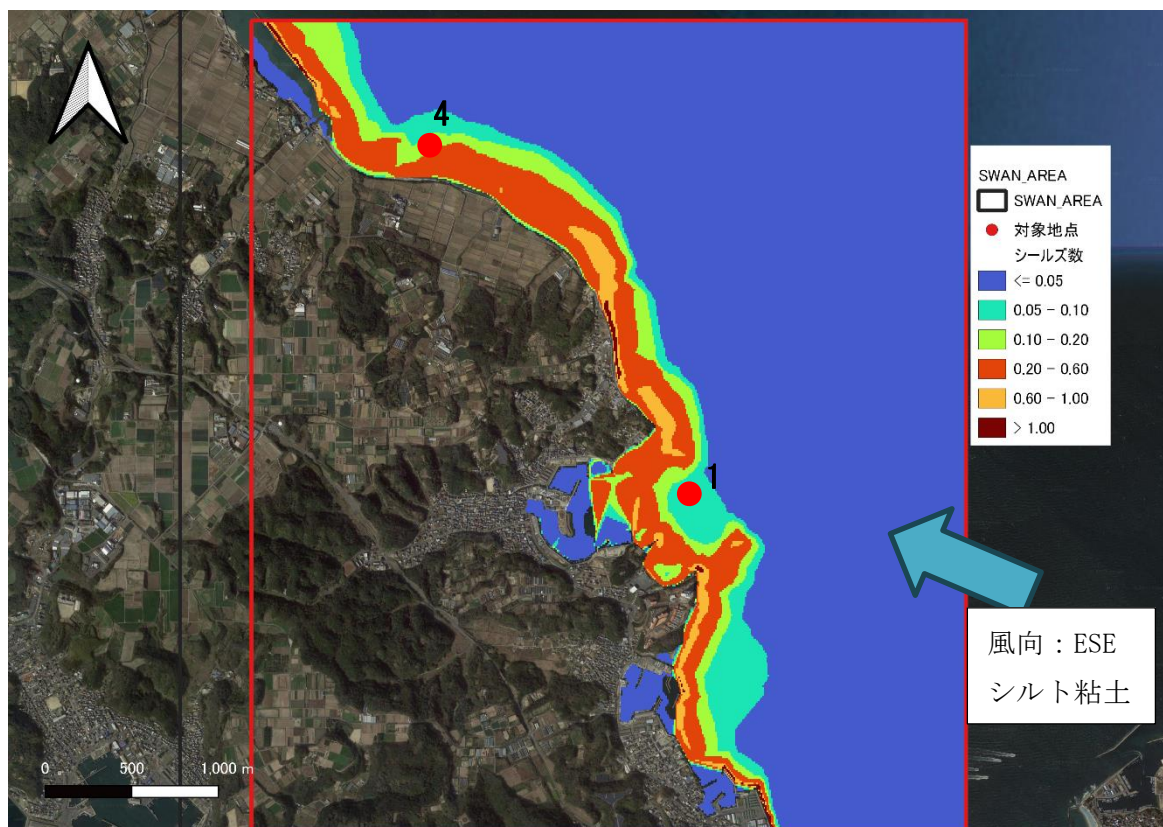 4
1
SWAN_AREA
SWAN_AREA
対象地点
シールズ数
<= 0.05
0.05 - 0.10
0.10 - 0.20
0.20 - 0.60
0.60 - 1.00
> 1.00
風向：ESE
シルト粘土
0 500 1,000 m